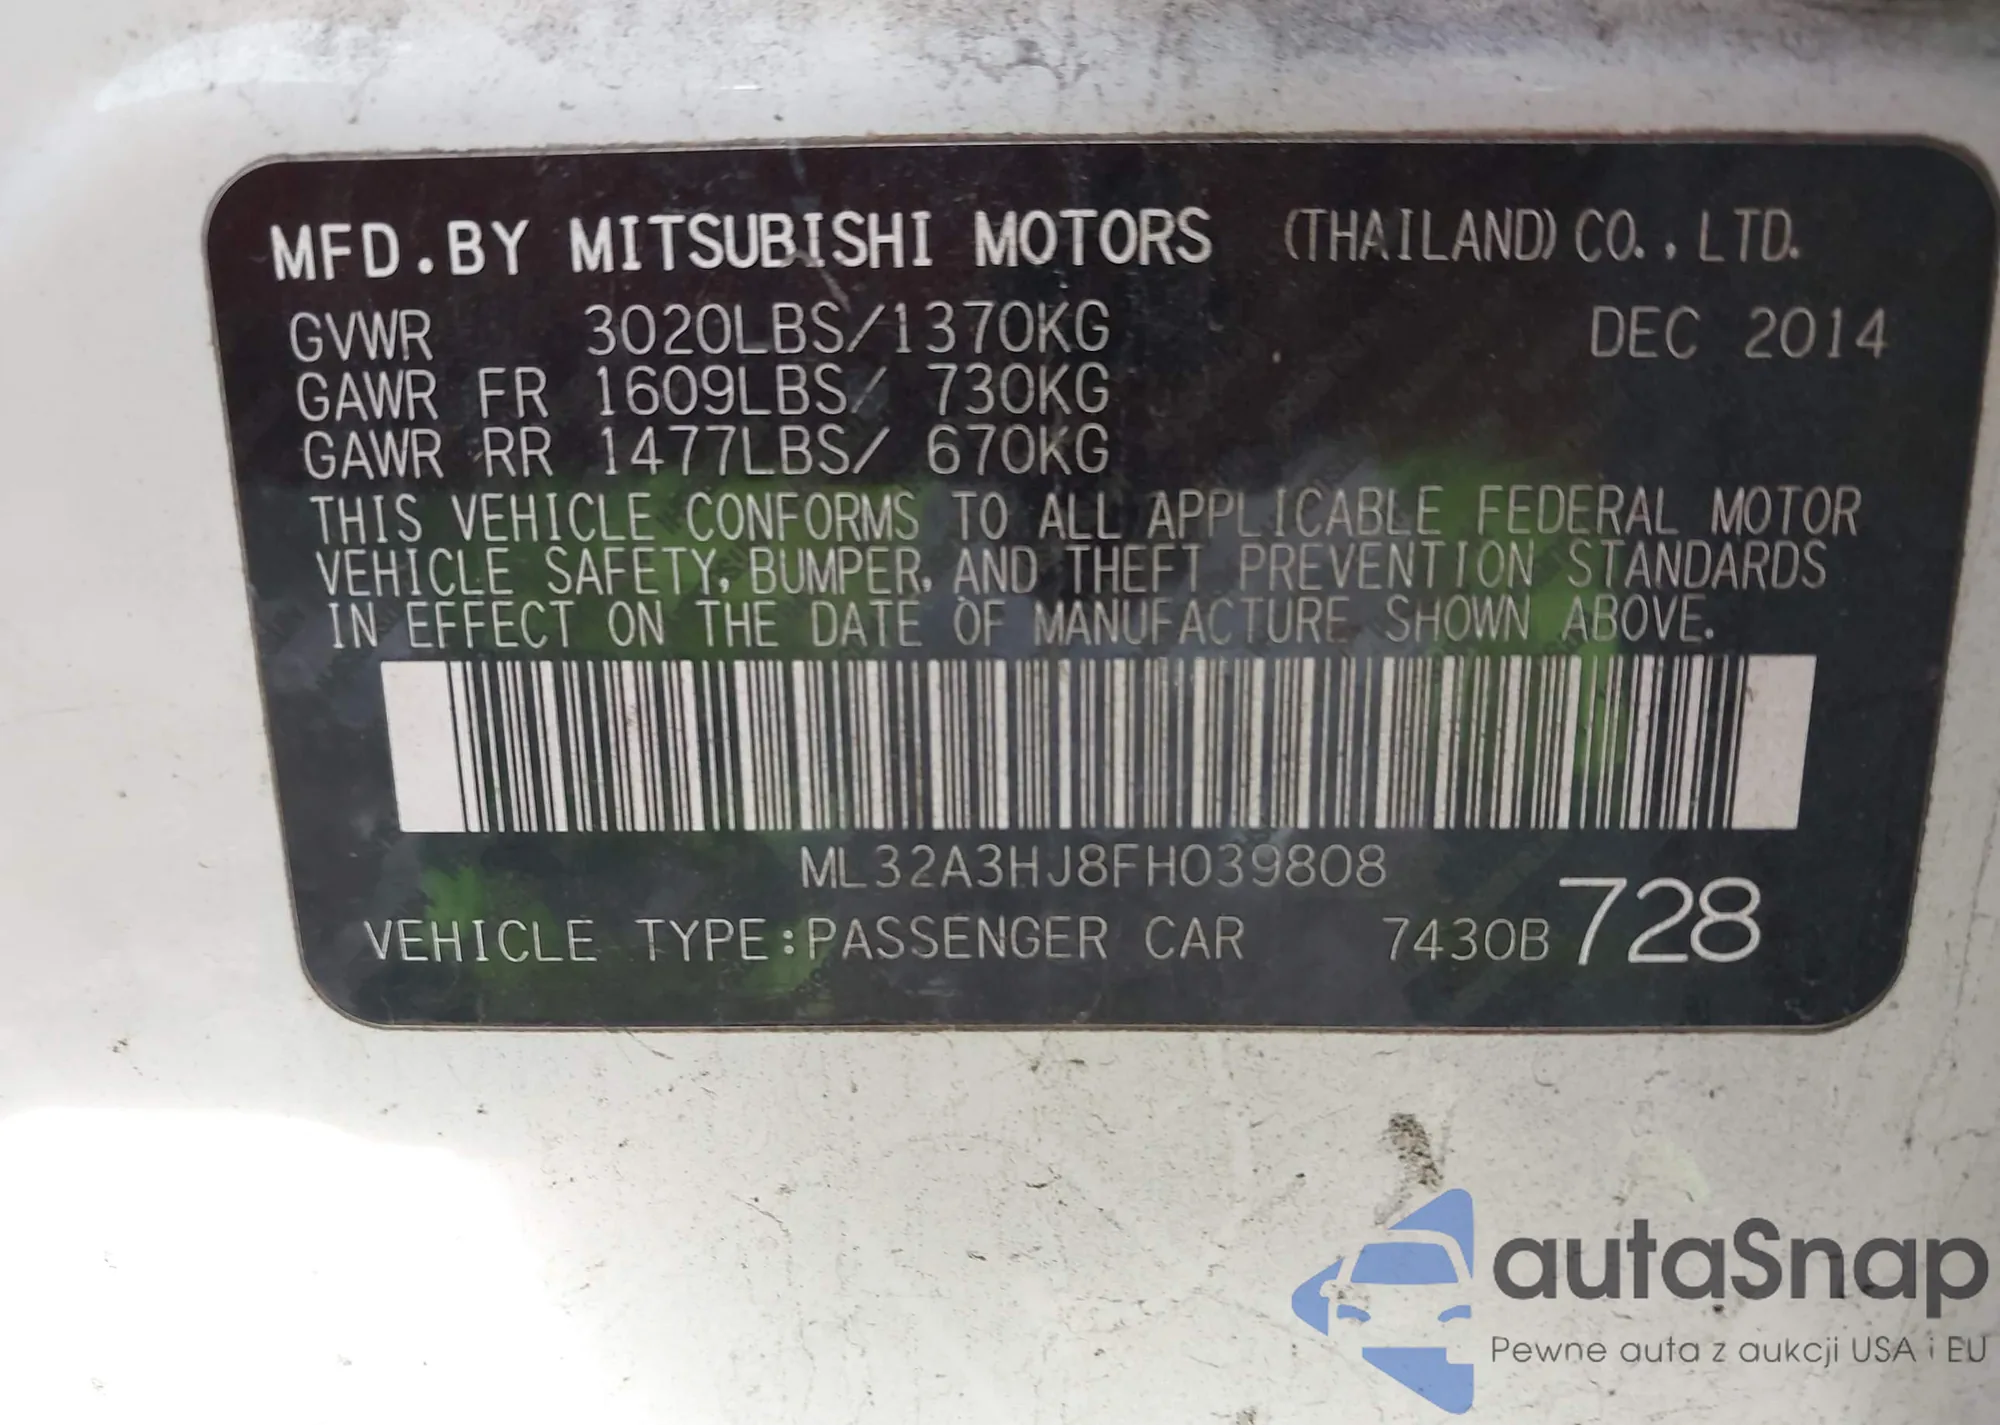 MFD.BY MITSUBISHI MOTORS (THAILAND) CO., LTD.
GVWR 3020LBS/1370KG DEC 2014
GAWR FR 1609LBS/ 730KG
GAWR RR 1477LBS/ 670KG
THIS VEHICLE CONFORMS TO ALL APPLICABLE FEDERAL MOTOR
VEHICLE SAFETY, BUMPER, AND THEFT PREVENTION STANDARDS
IN EFFECT ON THE DATE OF MANUFACTURE SHOWN ABOVE.
ML32A3HJ8FH039808
VEHICLE TYPE:PASSENGER CAR 7430B 728
autaSnap
Pewne auta z aukcji USA i EU